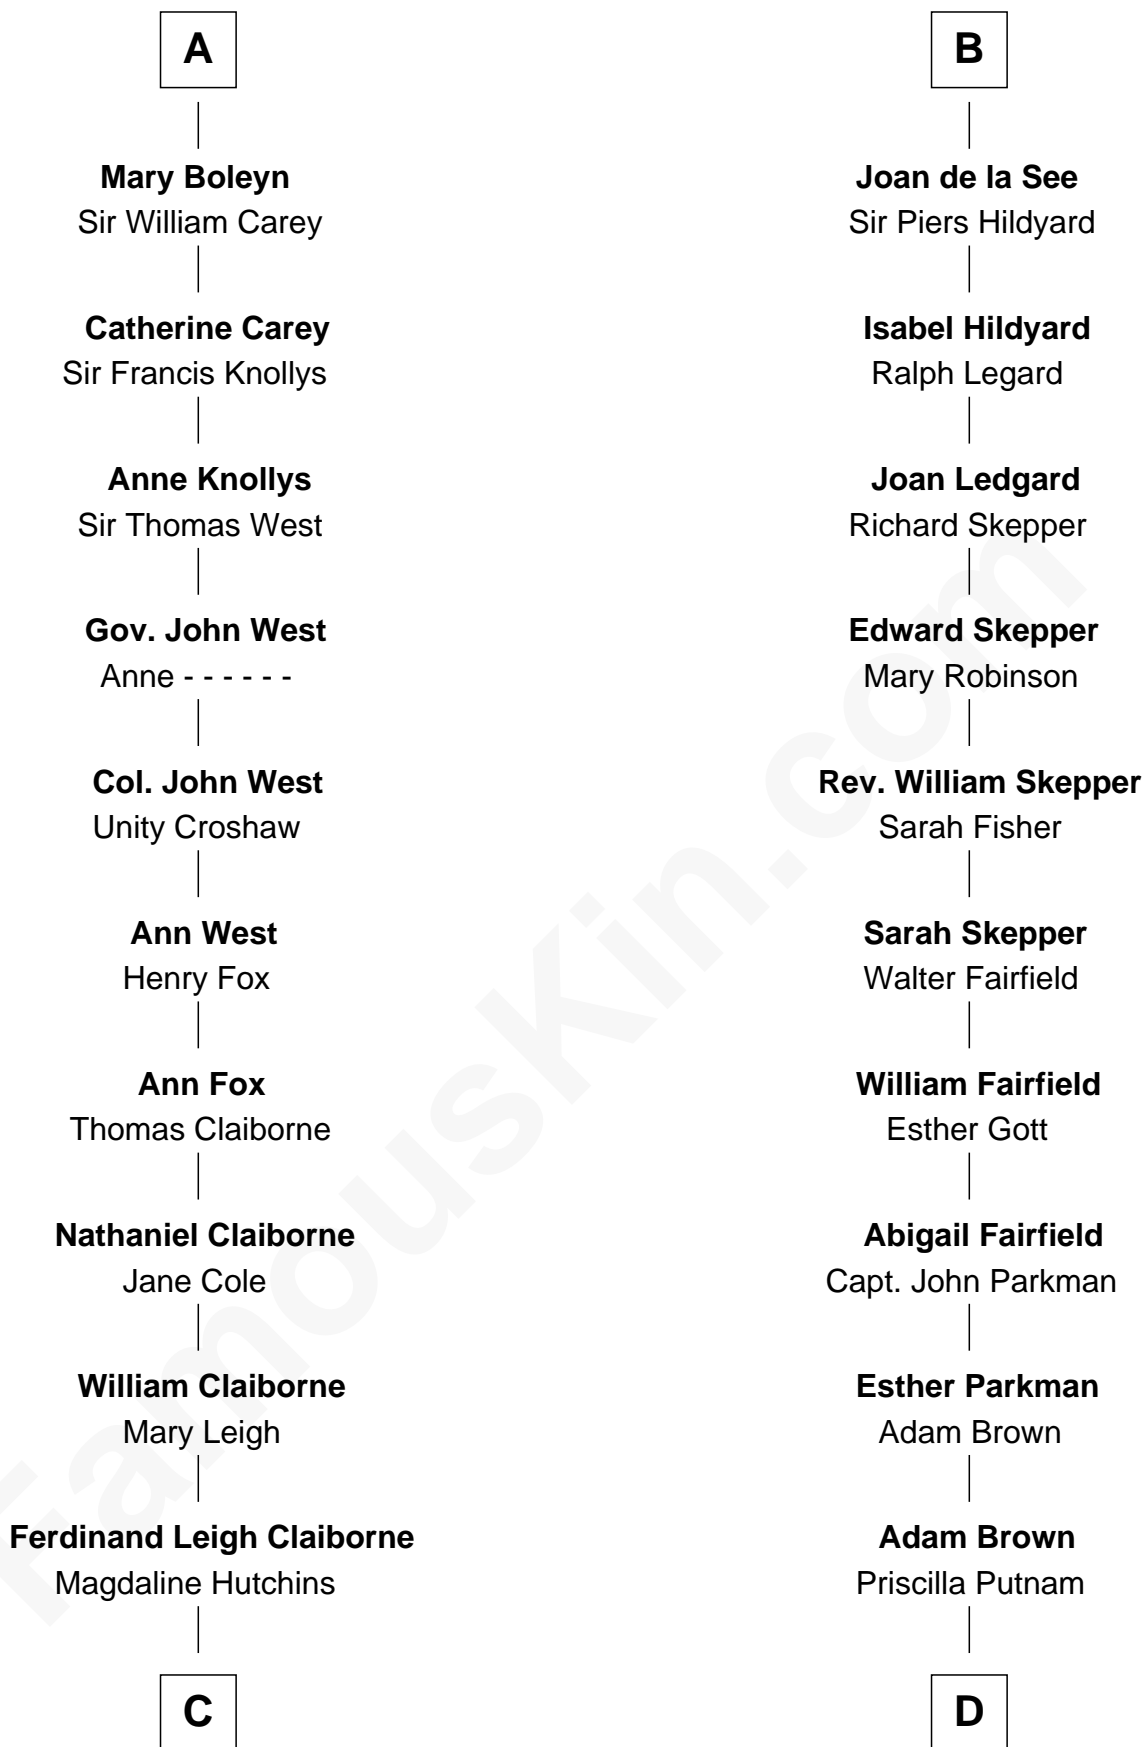 A
Mary Boleyn
Sir William Carey
Catherine Carey
Sir Francis Knollys
Anne Knollys
Sir Thomas West
Gov. John West
Anne - - - - - -
Col. John West
Unity Croshaw
Ann West
Henry Fox
Ann Fox
Thomas Claiborne
Nathaniel Claiborne
Jane Cole
William Claiborne
Mary Leigh
Ferdinand Leigh Claiborne
Magdaline Hutchins
C
B
Joan de la See
Sir Piers Hildyard
Isabel Hildyard
Ralph Legard
Joan Ledgard
Richard Skepper
Edward Skepper
Mary Robinson
Rev. William Skepper
Sarah Fisher
Sarah Skepper
Walter Fairfield
William Fairfield
Esther Gott
Abigail Fairfield
Capt. John Parkman
Esther Parkman
Adam Brown
Adam Brown
Priscilla Putnam
D
FamousKin.com